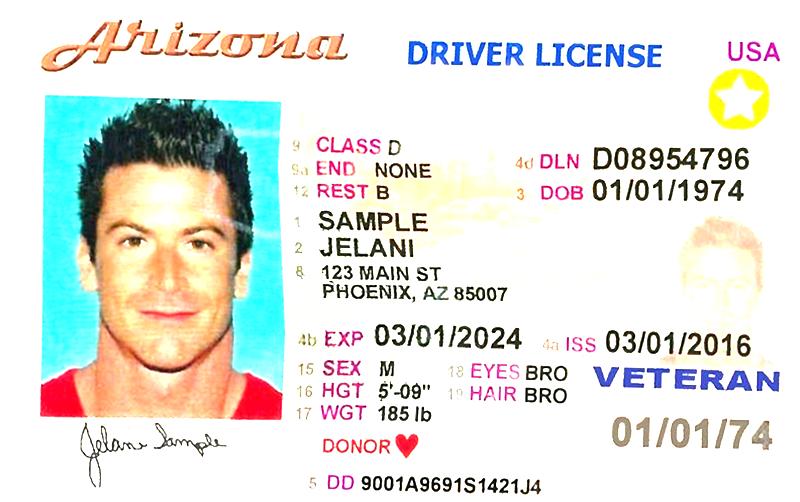 Arizona DRIVER LICENSE USA
9 CLASS D
9a END NONE 4d DLN D08954796
12 REST B 3 DOB 01/01/1974
1 SAMPLE
2 JELANI
8 123 MAIN ST
PHOENIX, AZ 85007
4b EXP 03/01/2024 4a ISS 03/01/2016
15 SEX M 18 EYES BRO VETERAN
16 HGT 5'-09" 19 HAIR BRO
17 WGT 185 lb 01/01/74
DONOR
Jelani Sample
5 DD 9001A9691S1421J4